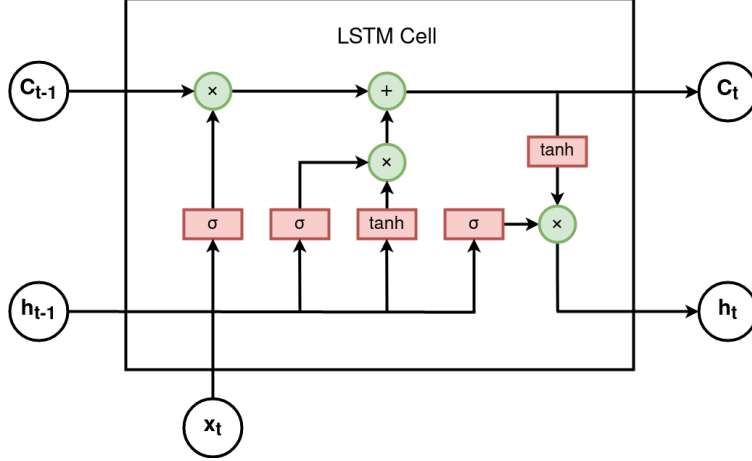 LSTM Cell
Ct-1
×
+
Ct
×
tanh
σ
σ
tanh
σ
×
ht-1
ht
xt